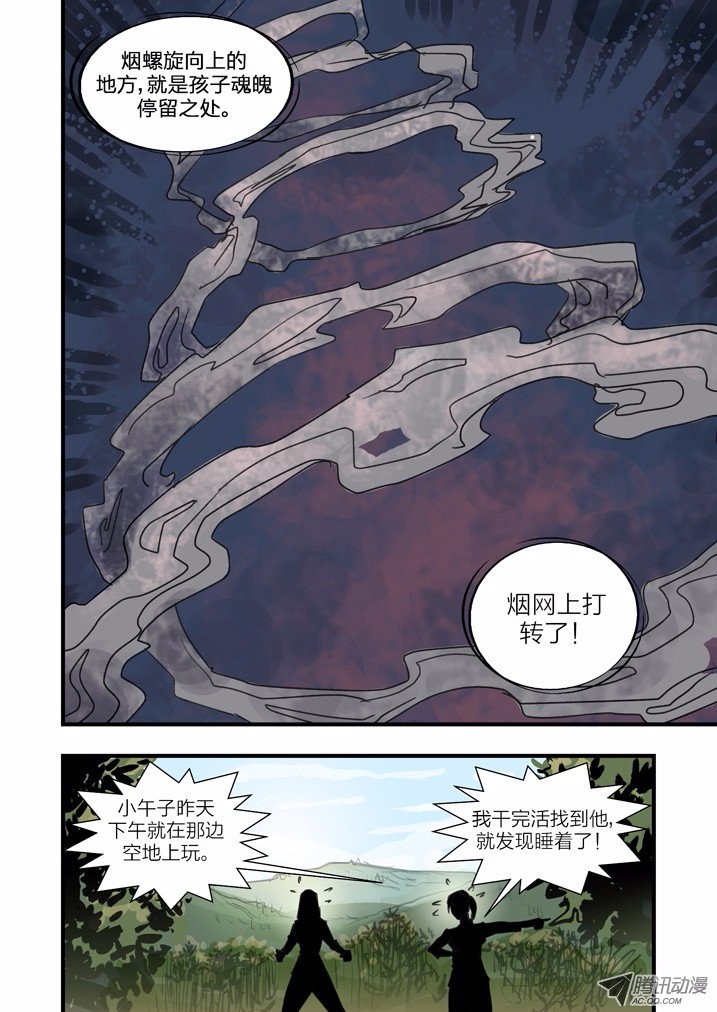 烟螺旋向上的
地方，就是孩子魂魄
停留之处。
烟网上打
转了！
小午子昨天
下午就在那边
空地上玩。
我干完活找到他，
就发现睡着了！
腾讯动漫
AC.QQ.COM